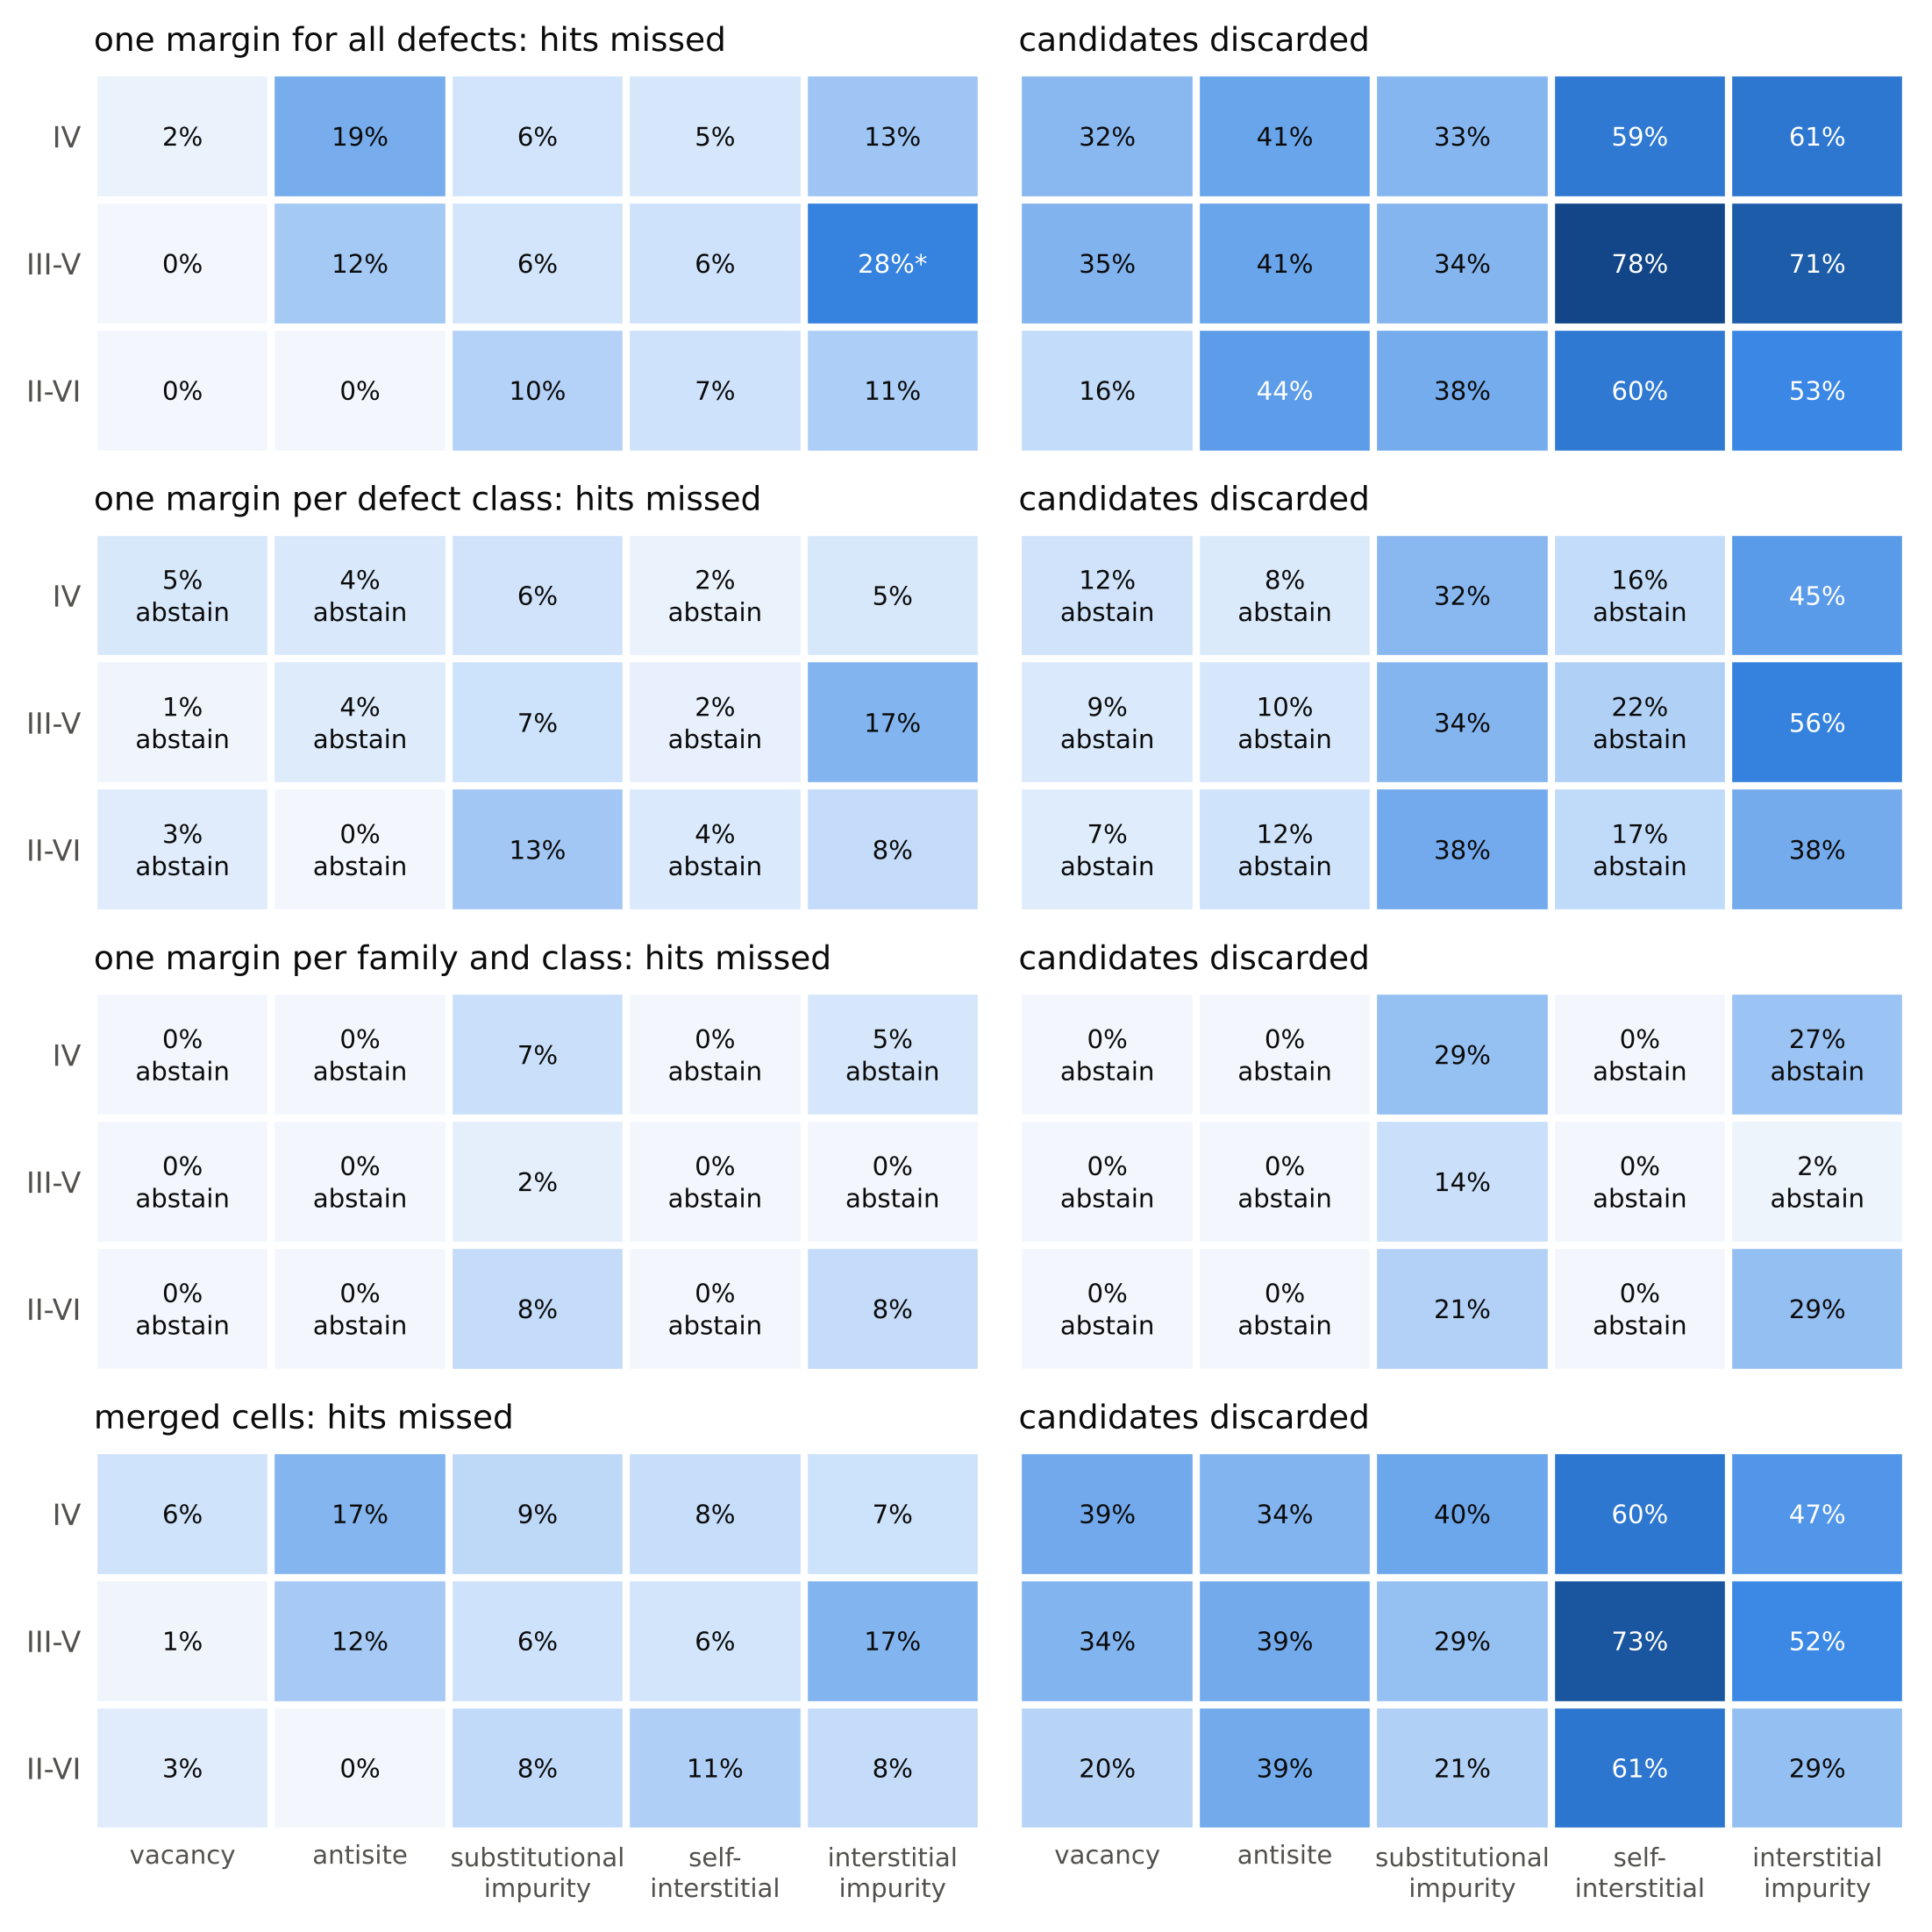 one margin for all defects: hits missed
candidates discarded
IV 2% 19% 6% 5% 13% 32% 41% 33% 59% 61%
III-V 0% 12% 6% 6% 28%* 35% 41% 34% 78% 71%
II-VI 0% 0% 10% 7% 11% 16% 44% 38% 60% 53%
one margin per defect class: hits missed
candidates discarded
5% 4% 2% 12% 8% 16%
IV 6% 5% 32% 45%
abstain abstain abstain abstain abstain abstain
1% 4% 2% 9% 10% 22%
III-V 7% 17% 34% 56%
abstain abstain abstain abstain abstain abstain
3% 0% 4% 7% 12% 17%
II-VI 13% 8% 38% 38%
abstain abstain abstain abstain abstain abstain
one margin per family and class: hits missed
candidates discarded
0% 0% 0% 5% 0% 0% 0% 27%
IV 7% 29%
abstain abstain abstain abstain abstain abstain abstain abstain
0% 0% 0% 0% 0% 0% 0% 2%
III-V 2% 14%
abstain abstain abstain abstain abstain abstain abstain abstain
0% 0% 0% 0% 0% 0%
II-VI 8% 8% 21% 29%
abstain abstain abstain abstain abstain abstain
merged cells: hits missed
candidates discarded
IV 6% 17% 9% 8% 7% 39% 34% 40% 60% 47%
III-V 1% 12% 6% 6% 17% 34% 39% 29% 73% 52%
II-VI 3% 0% 8% 11% 8% 20% 39% 21% 61% 29%
vacancy antisite substitutional self- interstitial vacancy antisite substitutional self- interstitial
impurity interstitial impurity impurity interstitial impurity